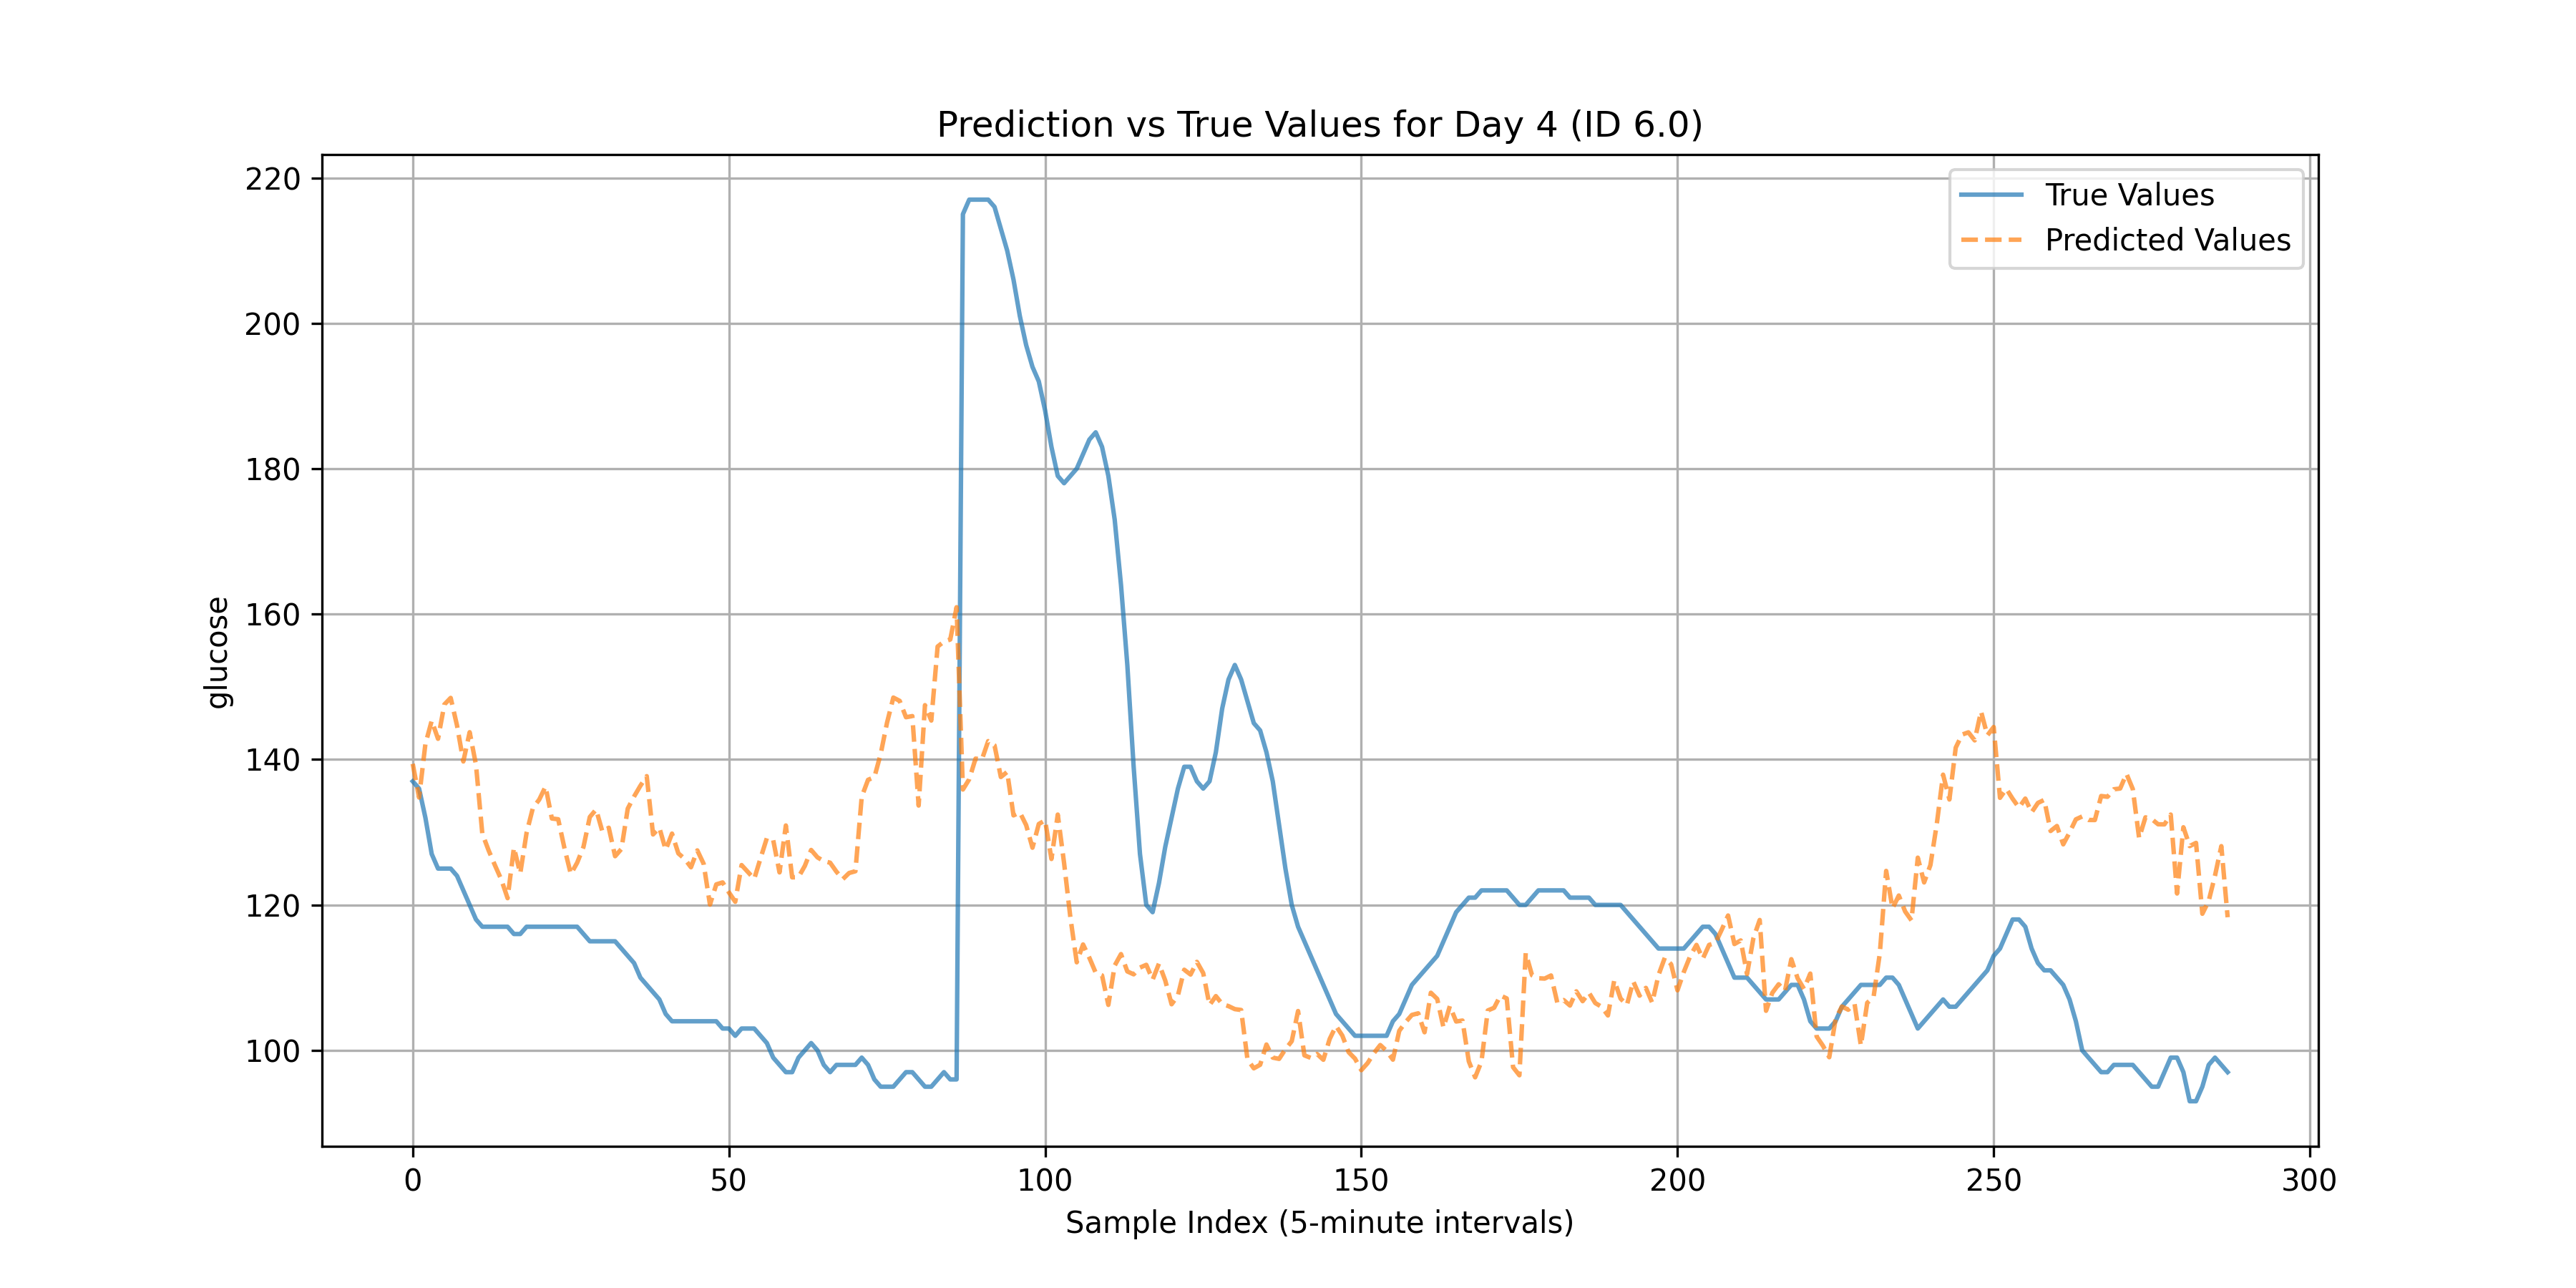 Prediction vs True Values for Day 4 (ID 6.0)
True Values
Predicted Values
glucose
220
200
180
160
140
120
100
0 50 100 150 200 250 300
Sample Index (5-minute intervals)